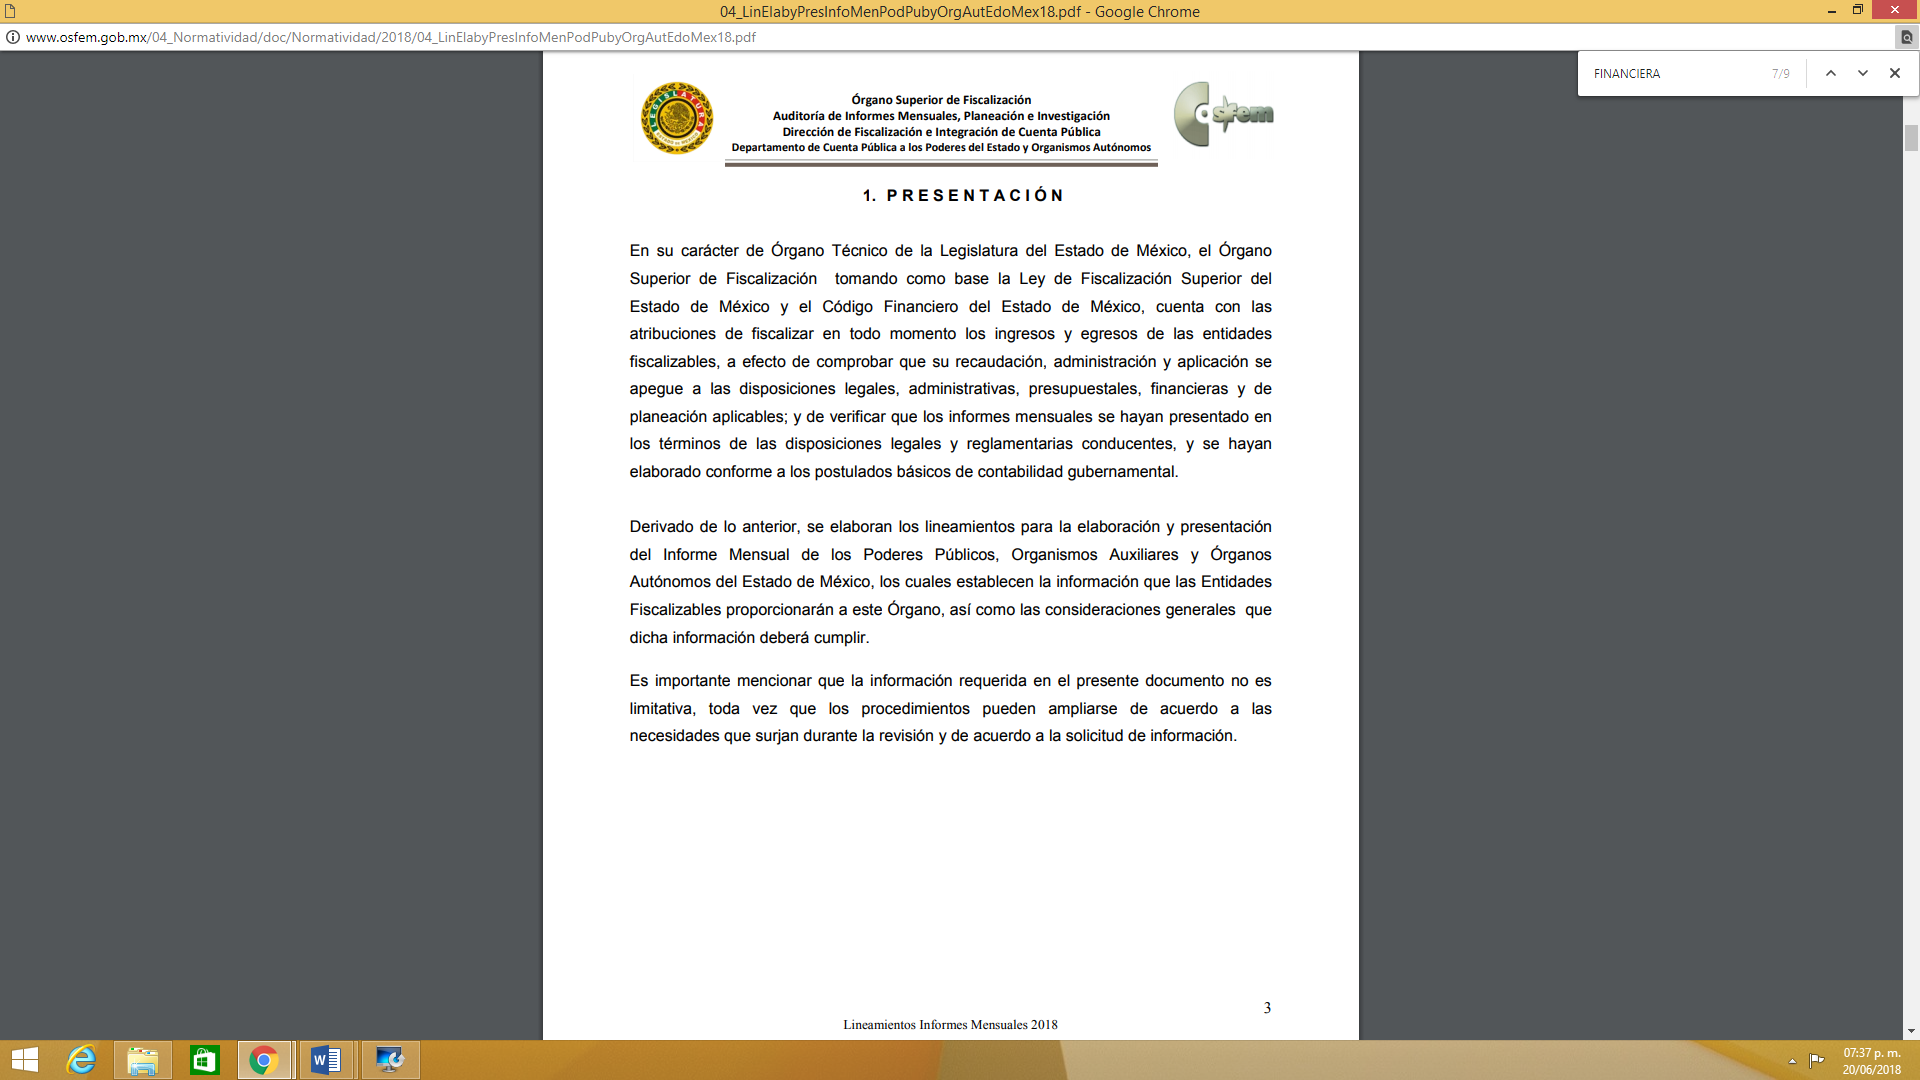 04_LinElabyPresInfoMenPodPubyOrgAutEdoMex18.pdf - Google Chrome
www.osfem.gob.mx/04_Normatividad/doc/Normatividad/2018/04_LinElabyPresInfoMenPodPubyOrgAutEdoMex18.pdf
FINANCIERA 7/9
LEGISLATURA
ESTADO DE MÉXICO
Órgano Superior de Fiscalización
Auditoría de Informes Mensuales, Planeación e Investigación
Dirección de Fiscalización e Integración de Cuenta Pública
Departamento de Cuenta Pública a los Poderes del Estado y Organismos Autónomos
Osfem
1. P R E S E N T A C I Ó N
En su carácter de Órgano Técnico de la Legislatura del Estado de México, el Órgano
Superior de Fiscalización tomando como base la Ley de Fiscalización Superior del
Estado de México y el Código Financiero del Estado de México, cuenta con las
atribuciones de fiscalizar en todo momento los ingresos y egresos de las entidades
fiscalizables, a efecto de comprobar que su recaudación, administración y aplicación se
apegue a las disposiciones legales, administrativas, presupuestales, financieras y de
planeación aplicables; y de verificar que los informes mensuales se hayan presentado en
los términos de las disposiciones legales y reglamentarias conducentes, y se hayan
elaborado conforme a los postulados básicos de contabilidad gubernamental.
Derivado de lo anterior, se elaboran los lineamientos para la elaboración y presentación
del Informe Mensual de los Poderes Públicos, Organismos Auxiliares y Órganos
Autónomos del Estado de México, los cuales establecen la información que las Entidades
Fiscalizables proporcionarán a este Órgano, así como las consideraciones generales que
dicha información deberá cumplir.
Es importante mencionar que la información requerida en el presente documento no es
limitativa, toda vez que los procedimientos pueden ampliarse de acuerdo a las
necesidades que surjan durante la revisión y de acuerdo a la solicitud de información.
3
Lineamientos Informes Mensuales 2018
07:37 p. m.
20/06/2018